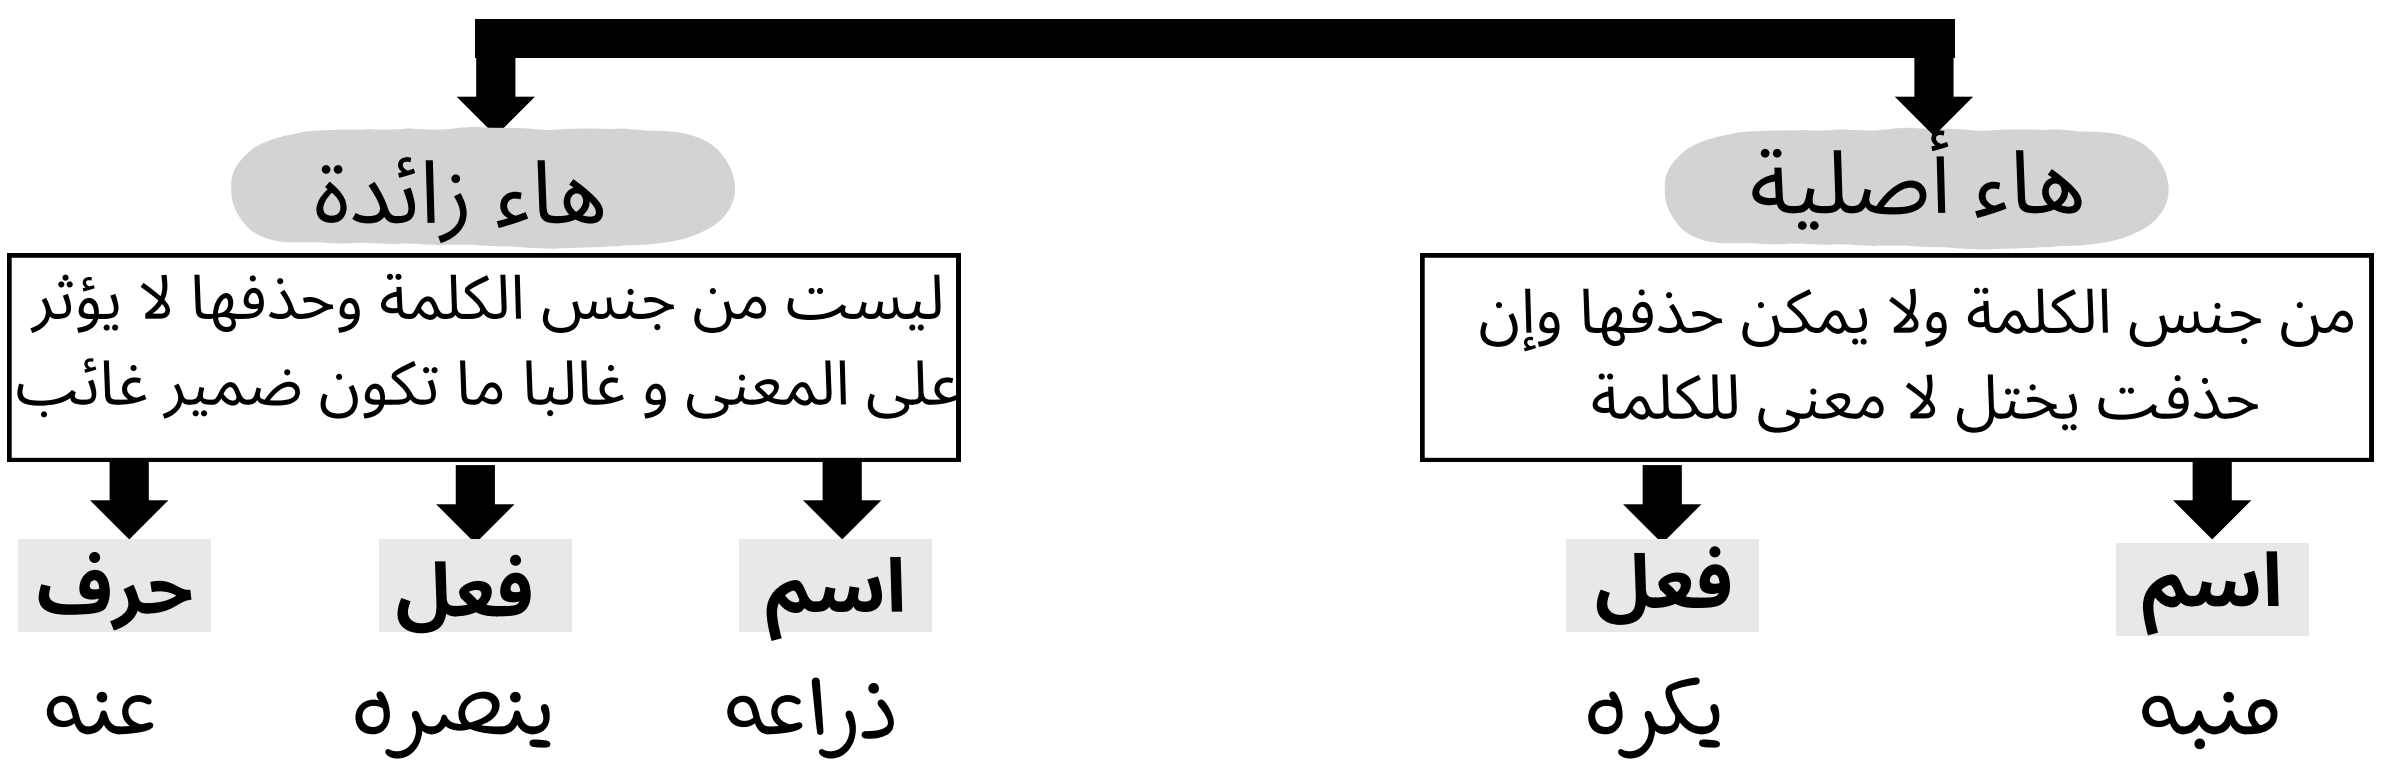 هاء أصلية
من جنس الكلمة ولا يمكن حذفها وإن
حذفت يختل لا معنى للكلمة
اسم
فعل
منبه
يكره
هاء زائدة
ليست من جنس الكلمة وحذفها لا يؤثر
على المعنى و غالبا ما تكون ضمير غائب
اسم
فعل
حرف
ذراعه
ينصره
عنه